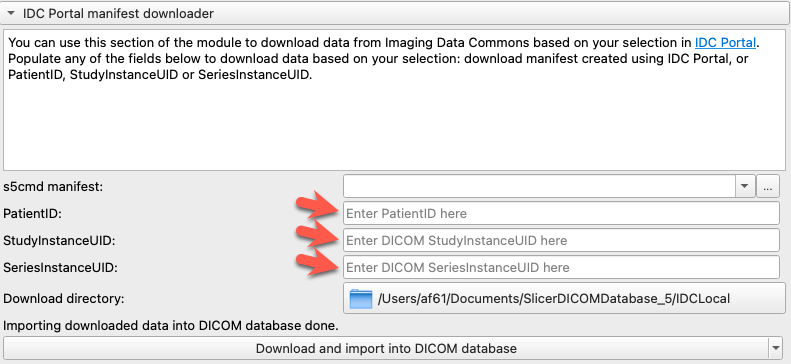 IDC Portal manifest downloader
You can use this section of the module to download data from Imaging Data Commons based on your selection in IDC Portal.
Populate any of the fields below to download data based on your selection: download manifest created using IDC Portal, or
PatientID, StudyInstanceUID or SeriesInstanceUID.
s5cmd manifest: ...
PatientID: Enter PatientID here
StudyInstanceUID: Enter DICOM StudyInstanceUID here
SeriesInstanceUID: Enter DICOM SeriesInstanceUID here
Download directory: /Users/af61/Documents/SlicerDICOMDatabase_5/IDCLocal
Importing downloaded data into DICOM database done.
Download and import into DICOM database